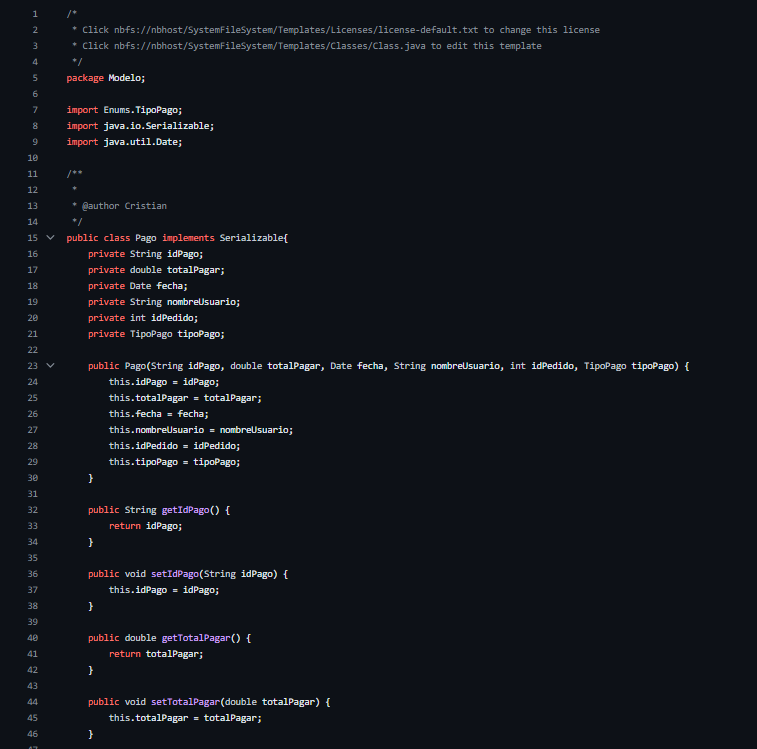 1 /*
2  * Click nbfs://nbhost/SystemFileSystem/Templates/Licenses/license-default.txt to change this license
3  * Click nbfs://nbhost/SystemFileSystem/Templates/Classes/Class.java to edit this template
4  */
5 package Modelo;
6
7 import Enums.TipoPago;
8 import java.io.Serializable;
9 import java.util.Date;
10
11 /**
12  *
13  * @author Cristian
14  */
15 public class Pago implements Serializable{
16     private String idPago;
17     private double totalPagar;
18     private Date fecha;
19     private String nombreUsuario;
20     private int idPedido;
21     private TipoPago tipoPago;
22
23     public Pago(String idPago, double totalPagar, Date fecha, String nombreUsuario, int idPedido, TipoPago tipoPago) {
24         this.idPago = idPago;
25         this.totalPagar = totalPagar;
26         this.fecha = fecha;
27         this.nombreUsuario = nombreUsuario;
28         this.idPedido = idPedido;
29         this.tipoPago = tipoPago;
30     }
31
32     public String getIdPago() {
33         return idPago;
34     }
35
36     public void setIdPago(String idPago) {
37         this.idPago = idPago;
38     }
39
40     public double getTotalPagar() {
41         return totalPagar;
42     }
43
44     public void setTotalPagar(double totalPagar) {
45         this.totalPagar = totalPagar;
46     }